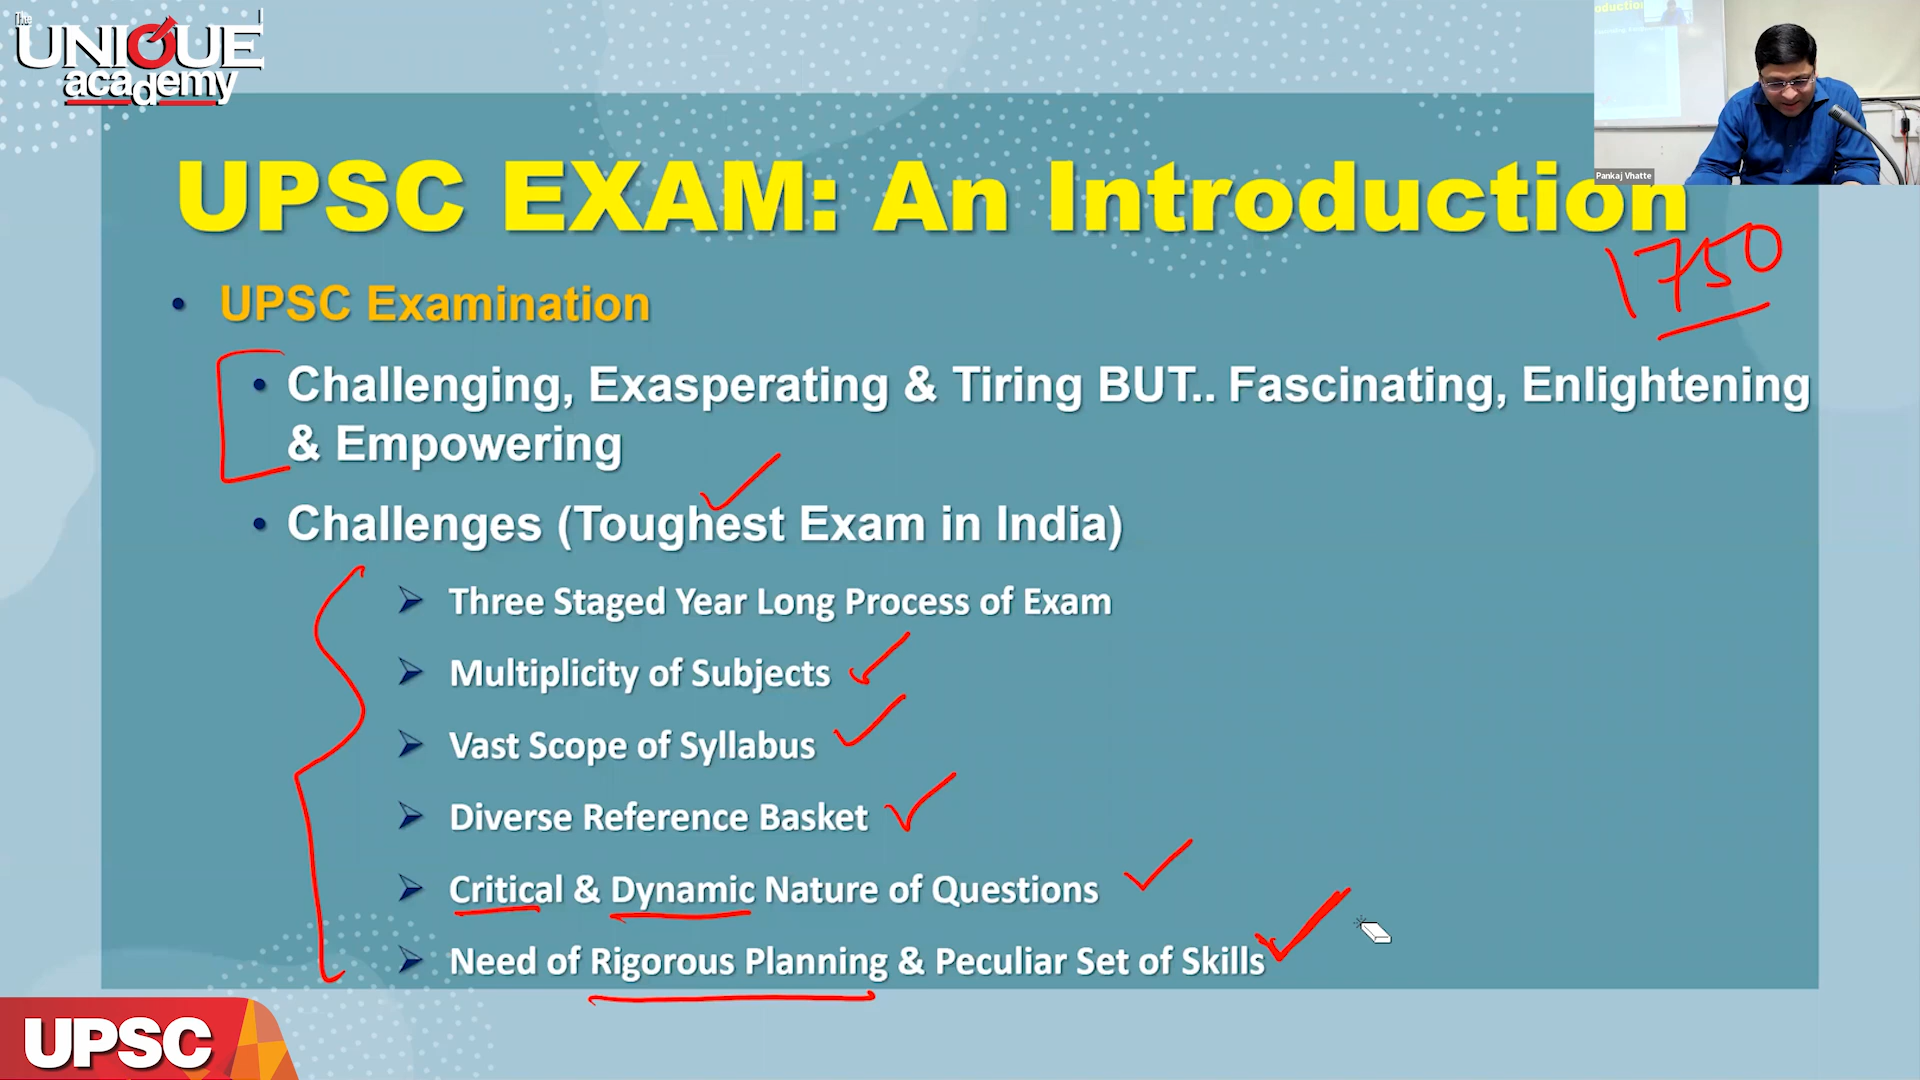 The
UNIQUE
academy
oduction
Pankaj Vhatte
UPSC EXAM: An Introduction
1750
• UPSC Examination
• Challenging, Exasperating & Tiring BUT.. Fascinating, Enlightening
& Empowering
• Challenges (Toughest Exam in India)
➢ Three Staged Year Long Process of Exam
➢ Multiplicity of Subjects
➢ Vast Scope of Syllabus
➢ Diverse Reference Basket
➢ Critical & Dynamic Nature of Questions
➢ Need of Rigorous Planning & Peculiar Set of Skills
UPSC